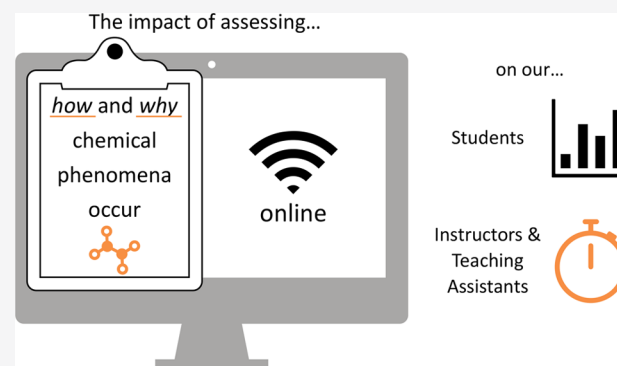 The impact of assessing...
how and why
chemical
phenomena
occur
online
on our...
Students
Instructors &
Teaching
Assistants